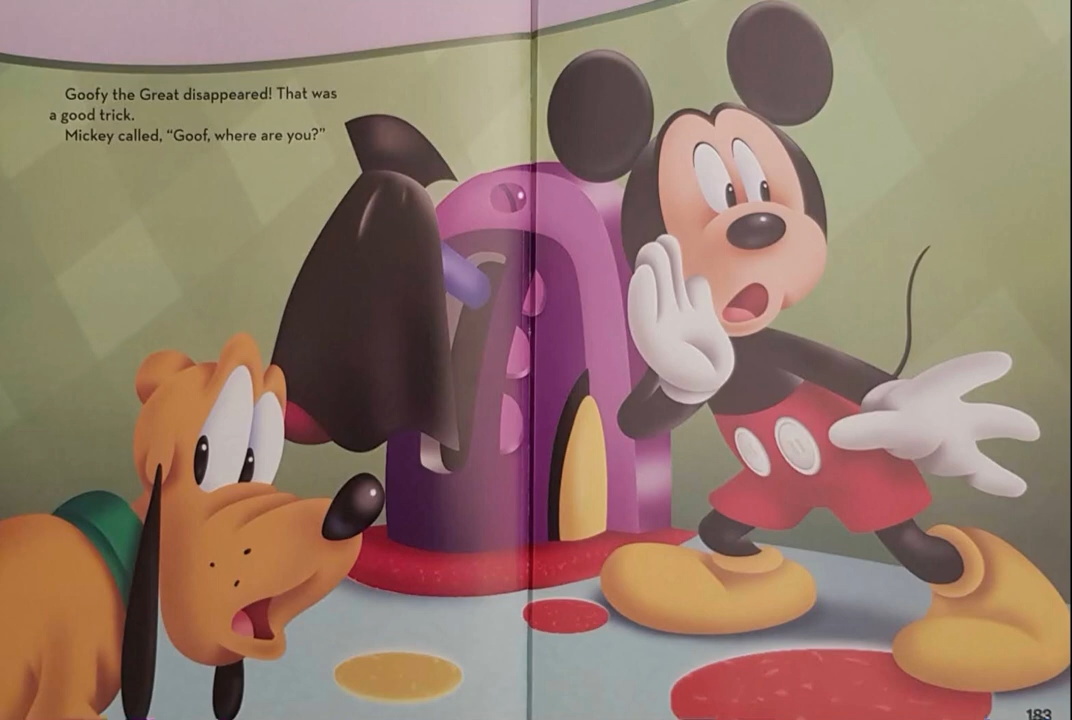 Goofy the Great disappeared! That was
a good trick.
Mickey called, “Goof, where are you?”
183